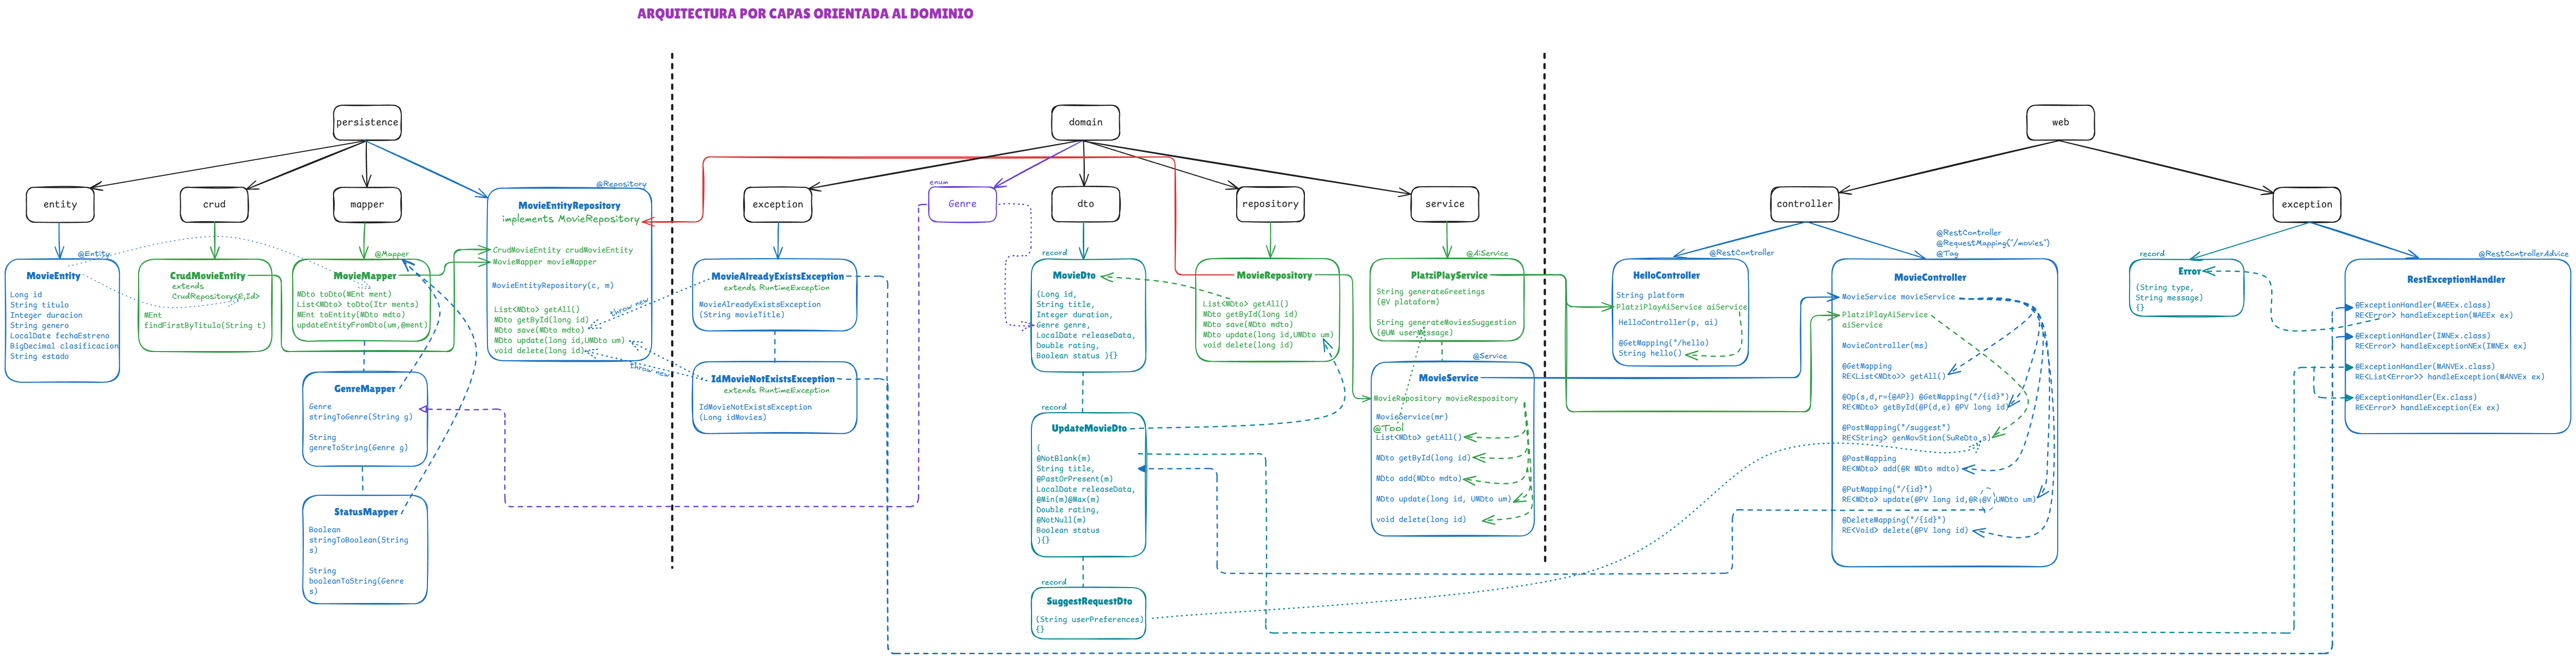 ARQUITECTURA POR CAPAS ORIENTADA AL DOMINIO
persistence
domain
web
entity
crud
mapper
@Repository
MovieEntityRepository
implements MovieRepository
CrudMovieEntity crudMovieEntity
MovieMapper movieMapper
MovieEntityRepository(c, m)
List<MDto> getAll()
MDto getById(long id)
MDto save(MDto mdto)
MDto update(long id,UMDto um)
void delete(long id)
@Entity
MovieEntity
Long id
String titulo
Integer duracion
String genero
LocalDate fechaEstreno
BigDecimal clasificacion
String estado
CrudMovieEntity
extends
CrudRepository<E,Id>
MEnt
findFirstByTitulo(String t)
@Mapper
MovieMapper
MDto toDto(MEnt ment)
List<MDto> toDto(Itr ments)
MEnt toEntity(MDto mdto)
updateEntityFromDto(um,@ment)
GenreMapper
Genre
stringToGenre(String g)
String
genreToString(Genre g)
StatusMapper
Boolean
stringToBoolean(String
s)
String
booleanToString(Genre
s)
exception
enum
Genre
dto
repository
service
throw new
throw new
MovieAlreadyExistsException
extends RuntimeException
MovieAlreadyExistsException
(String movieTitle)
IdMovieNotExistsException
extends RuntimeException
IdMovieNotExistsException
(Long idMovies)
record
MovieDto
(Long id,
String title,
Integer duration,
Genre genre,
LocalDate releaseData,
Double rating,
Boolean status ){}
record
UpdateMovieDto
(
@NotBlank(m)
String title,
@PastOrPresent(m)
LocalDate releaseData,
@Min(m)@Max(m)
Double rating,
@NotNull(m)
Boolean status
){}
record
SuggestRequestDto
(String userPreferences)
{}
MovieRepository
List<MDto> getAll()
MDto getById(long id)
MDto save(MDto mdto)
MDto update(long id,UMDto um)
void delete(long id)
@AiService
PlatziPlayService
String generateGreetings
(@V plataform)
String generateMoviesSuggestion
(@UM userMessage)
@Service
MovieService
MovieRepository movieRespository
MovieService(mr)
@Tool
List<MDto> getAll()
MDto getById(long id)
MDto add(MDto mdto)
MDto update(long id, UMDto um)
void delete(long id)
controller
exception
@RestController
HelloController
String platform
PlatziPlayAiService aiService
HelloController(p, ai)
@GetMapping("/hello)
String hello()
@RestController
@RequestMapping("/movies")
@Tag
MovieController
MovieService movieService
PlatziPlayAiService
aiService
MovieController(ms)
@GetMapping
RE<List<MDto>> getAll()
@Op(s,d,r={@AP}) @GetMapping("/{id}")
RE<MDto> getById(@P(d,e) @PV long id)
@PostMapping("/suggest")
RE<String> genMovStion(SuReDto s)
@PostMapping
RE<MDto> add(@R MDto mdto)
@PutMapping("/{id}")
RE<MDto> update(@PV long id,@R @V UMDto um)
@DeleteMapping("/{id}")
RE<Void> delete(@PV long id)
record
Error
(String type,
String message)
{}
@RestControllerAdvice
RestExceptionHandler
@ExceptionHandler(MAEEx.class)
RE<Error> handleException(MAEEx ex)
@ExceptionHandler(IMNEx.class)
RE<Error> handleExceptionNEx(IMNEx ex)
@ExceptionHandler(MANVEx.class)
RE<List<Error>> handleException(MANVEx ex)
@ExceptionHandler(Ex.class)
RE<Error> handleException(Ex ex)